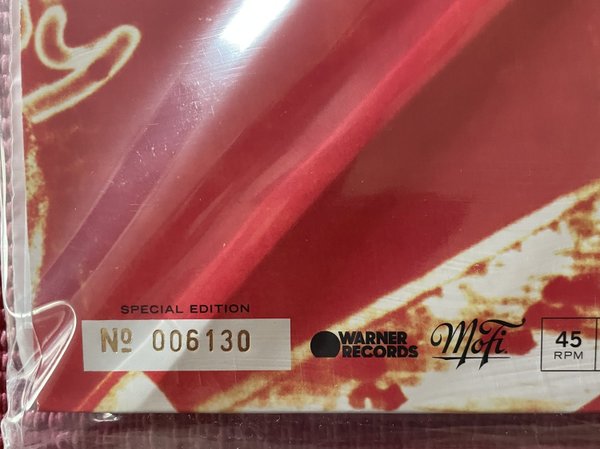 SPECIAL EDITION
Nº 006130
WARNER
RECORDS
MoFi
45
RPM